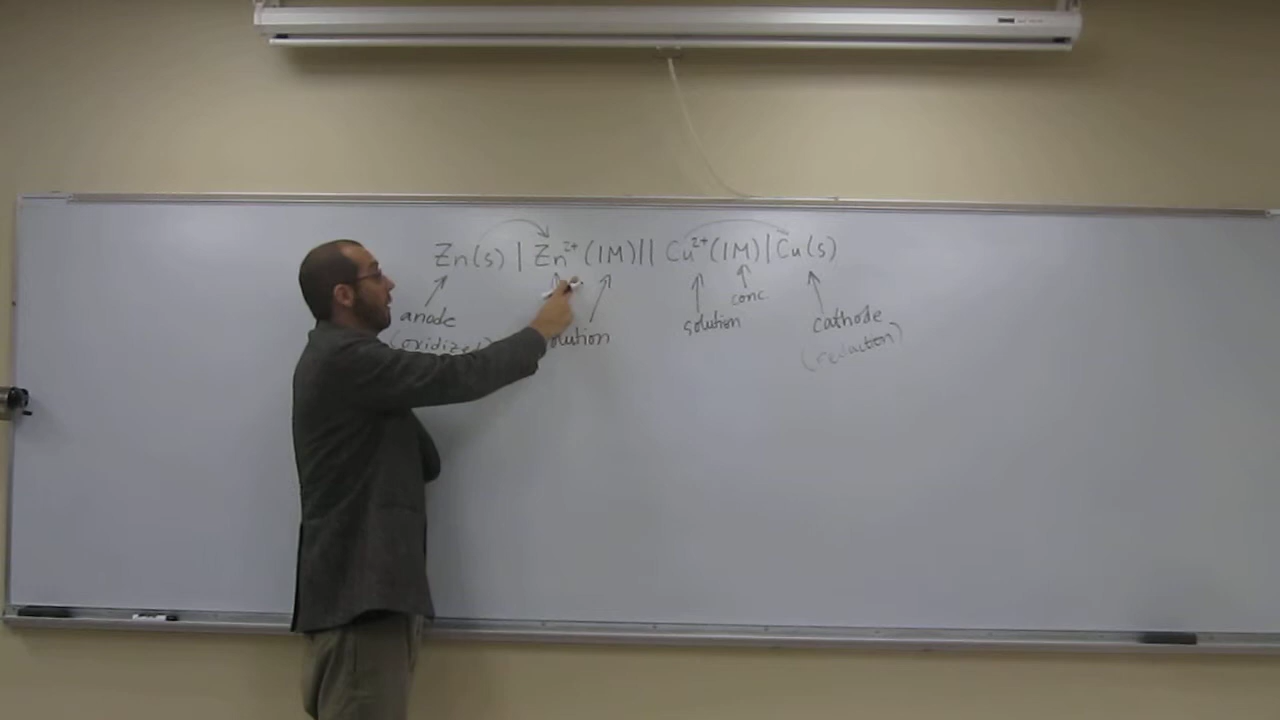 Zn(s) | Zn²⁺ (1M) || Cu²⁺ (1M) | Cu(s)
anode solution solution conc. cathode
(oxidized) (reduction)